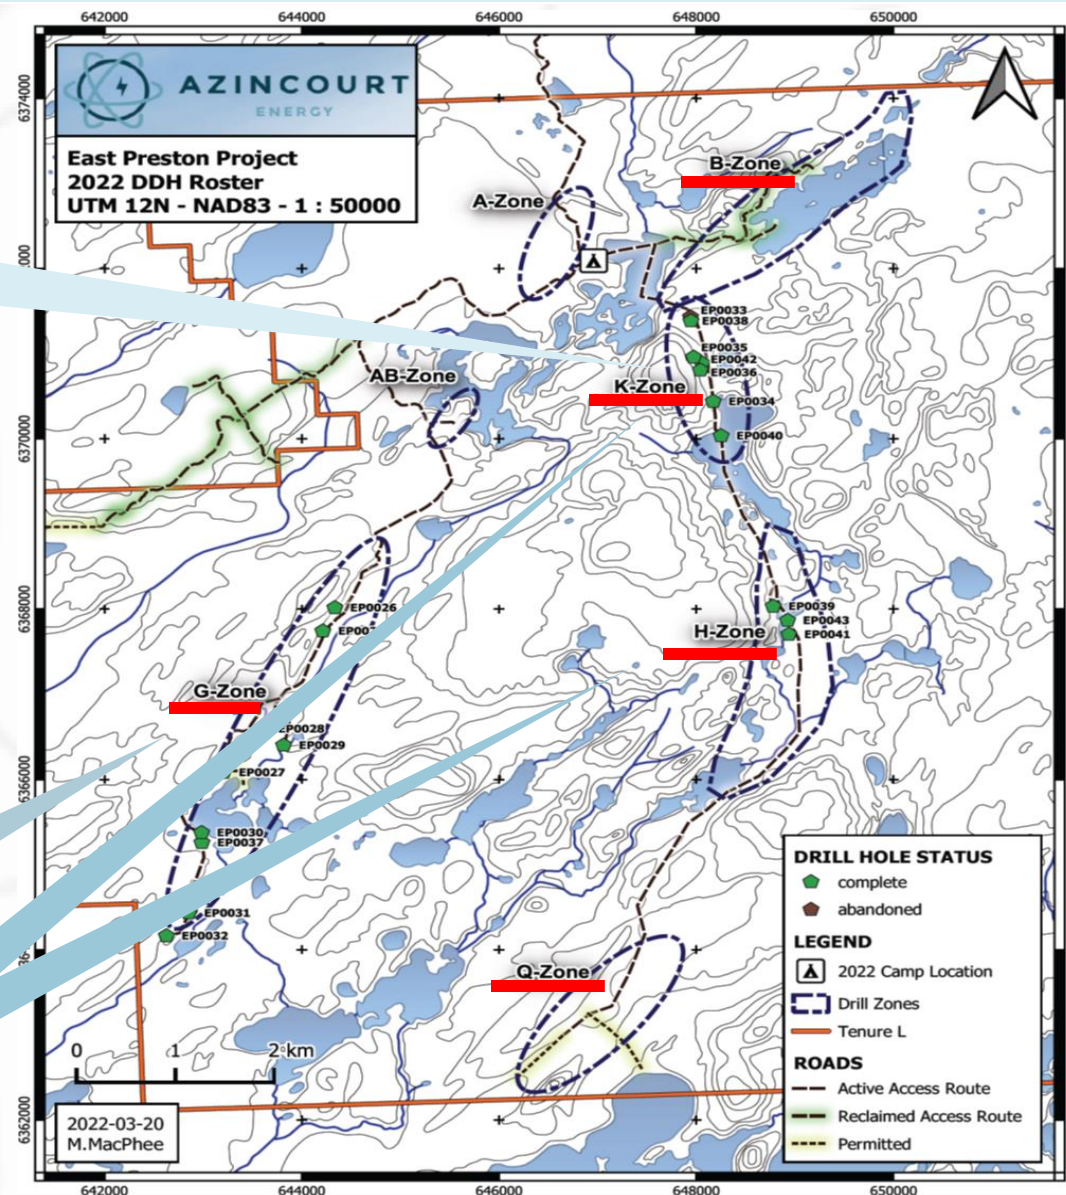 642000 644000 646000 648000 650000
6374000
AZINCOURT
ENERGY
East Preston Project
2022 DDH Roster
UTM 12N - NAD83 - 1 : 50000
B-Zone
A-Zone
EP0033
EP0038
EP0035
EP0042
EP0036
AB-Zone
K-Zone
EP0034
6370000
EP0040
6368000
EP0026
EP0039
EP0043
H-Zone
EP0041
G-Zone
EP0028
EP0029
6366000
EP0027
EP0030
EP0037
EP0031
EP0032
Q-Zone
0 1 2 km
2022-03-20
M.MacPhee
6362000
DRILL HOLE STATUS
complete
abandoned
LEGEND
2022 Camp Location
Drill Zones
Tenure L
ROADS
Active Access Route
Reclaimed Access Route
Permitted
642000 644000 646000 648000 650000